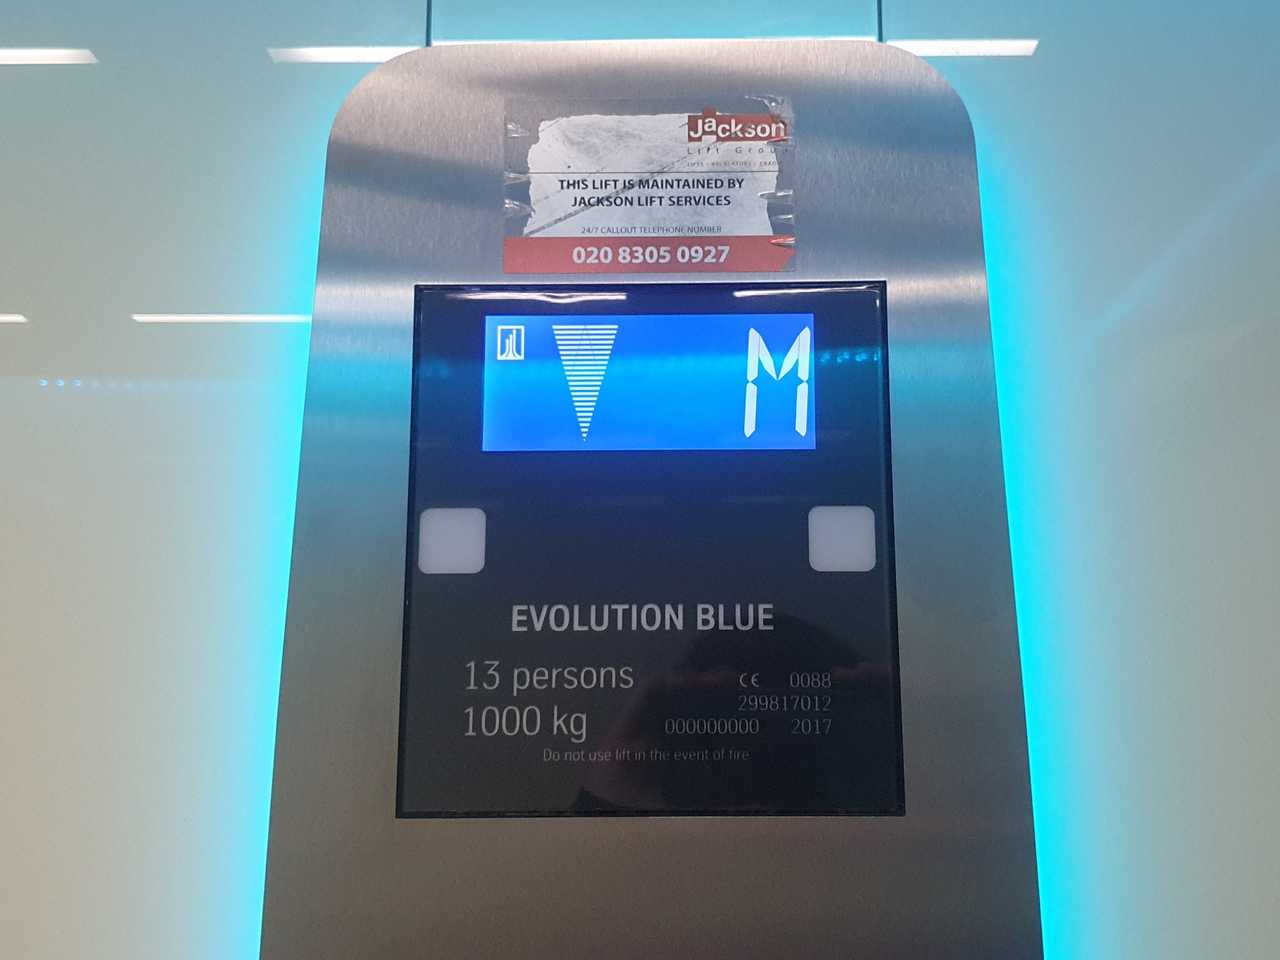 Jackson
Lift Group
THIS LIFT IS MAINTAINED BY
JACKSON LIFT SERVICES
24/7 CALLOUT TELEPHONE NUMBER
020 8305 0927
M
EVOLUTION BLUE
13 persons
1000 kg
CE 0088
299817012
000000000 2017
Do not use lift in the event of fire